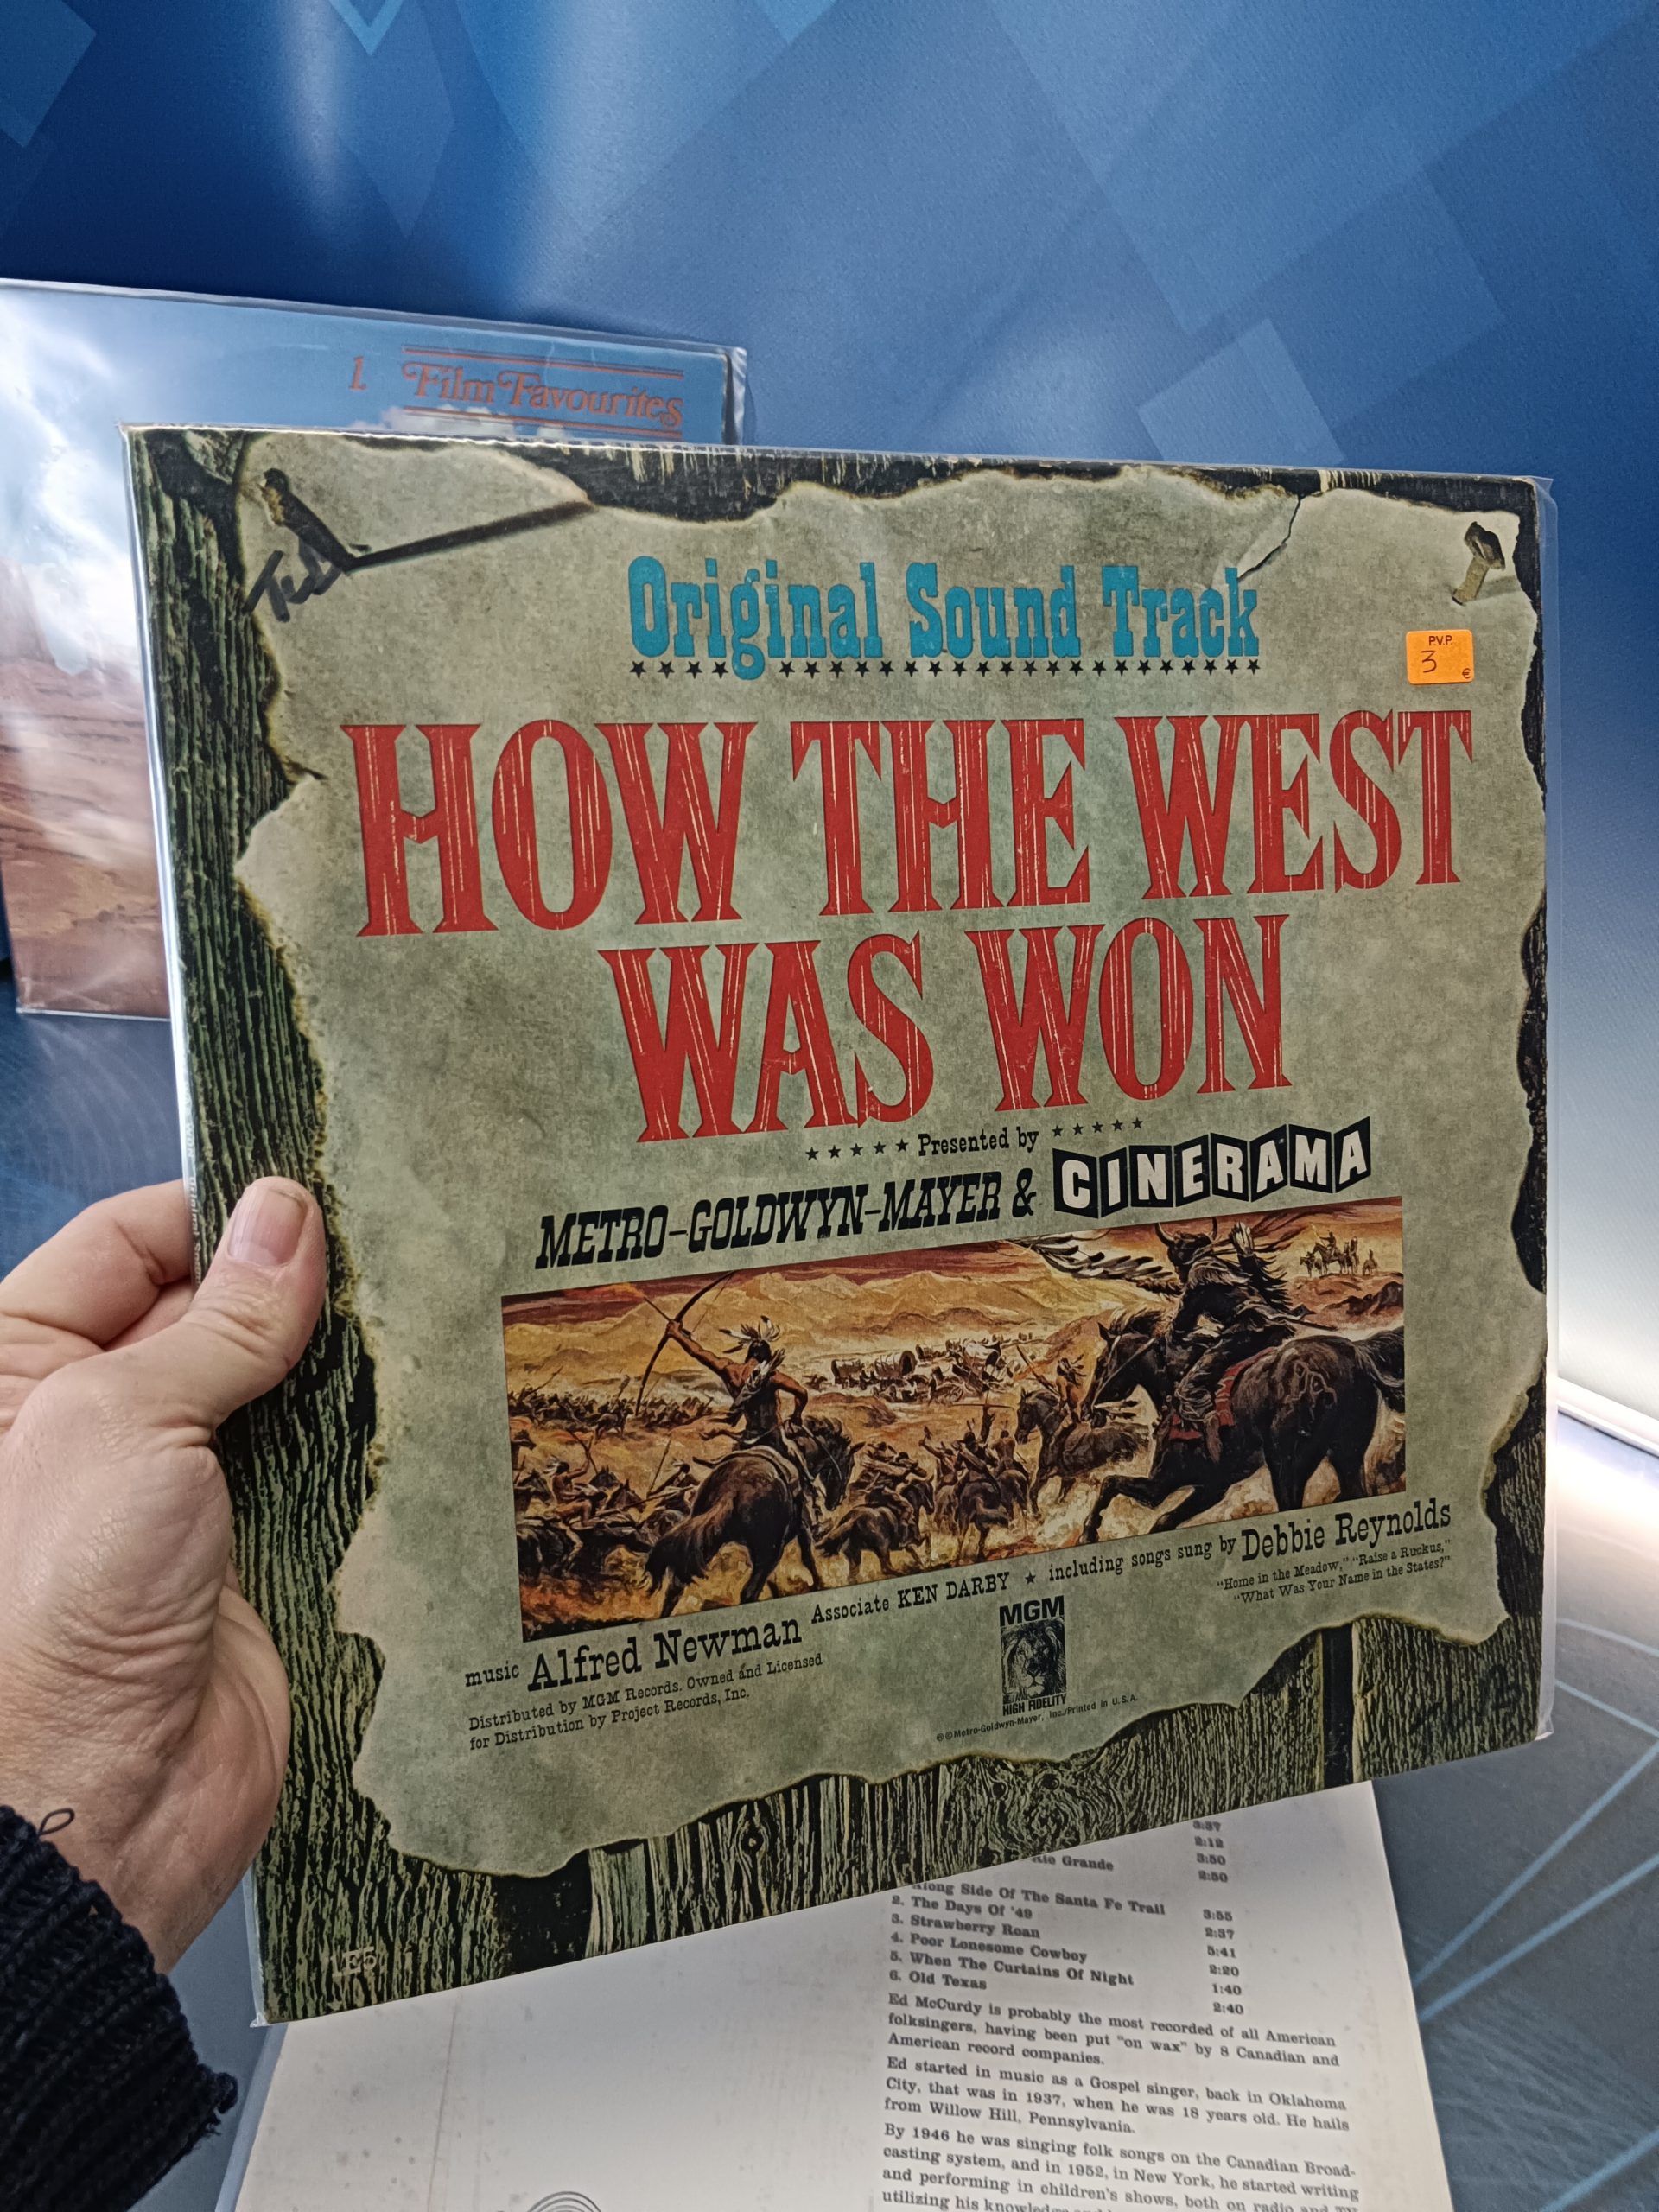 1. Film Favourites
Ted
Original Sound Track
P.V.P.
3 €
HOW THE WEST
WAS WON
Presented by
METRO-GOLDWYN-MAYER & CINERAMA
music Alfred Newman Associate KEN DARBY ★ including songs sung by Debbie Reynolds
"Home in the Meadow," "Raise a Ruckus,"
"What Was Your Name in the States?"
Distributed by MGM Records. Owned and Licensed
for Distribution by Project Records, Inc.
MGM
HIGH FIDELITY
℗ © Metro-Goldwyn-Mayer, Inc./Printed in U.S.A.
1E5
3:37
2:12
Rio Grande 3:50
2:50
Along Side Of The Santa Fe Trail 3:55
2. The Days Of '49 2:37
3. Strawberry Roan 5:41
4. Poor Lonesome Cowboy 2:20
5. When The Curtains Of Night 1:40
6. Old Texas 2:40
Ed McCurdy is probably the most recorded of all American
folksingers, having been put "on wax" by 8 Canadian and
American record companies.
Ed started in music as a Gospel singer, back in Oklahoma
City, that was in 1937, when he was 18 years old. He hails
from Willow Hill, Pennsylvania.
By 1946 he was singing folk songs on the Canadian Broad-
casting system, and in 1952, in New York, he started writing
and performing in children's shows, both on radio and TV
utilizing his